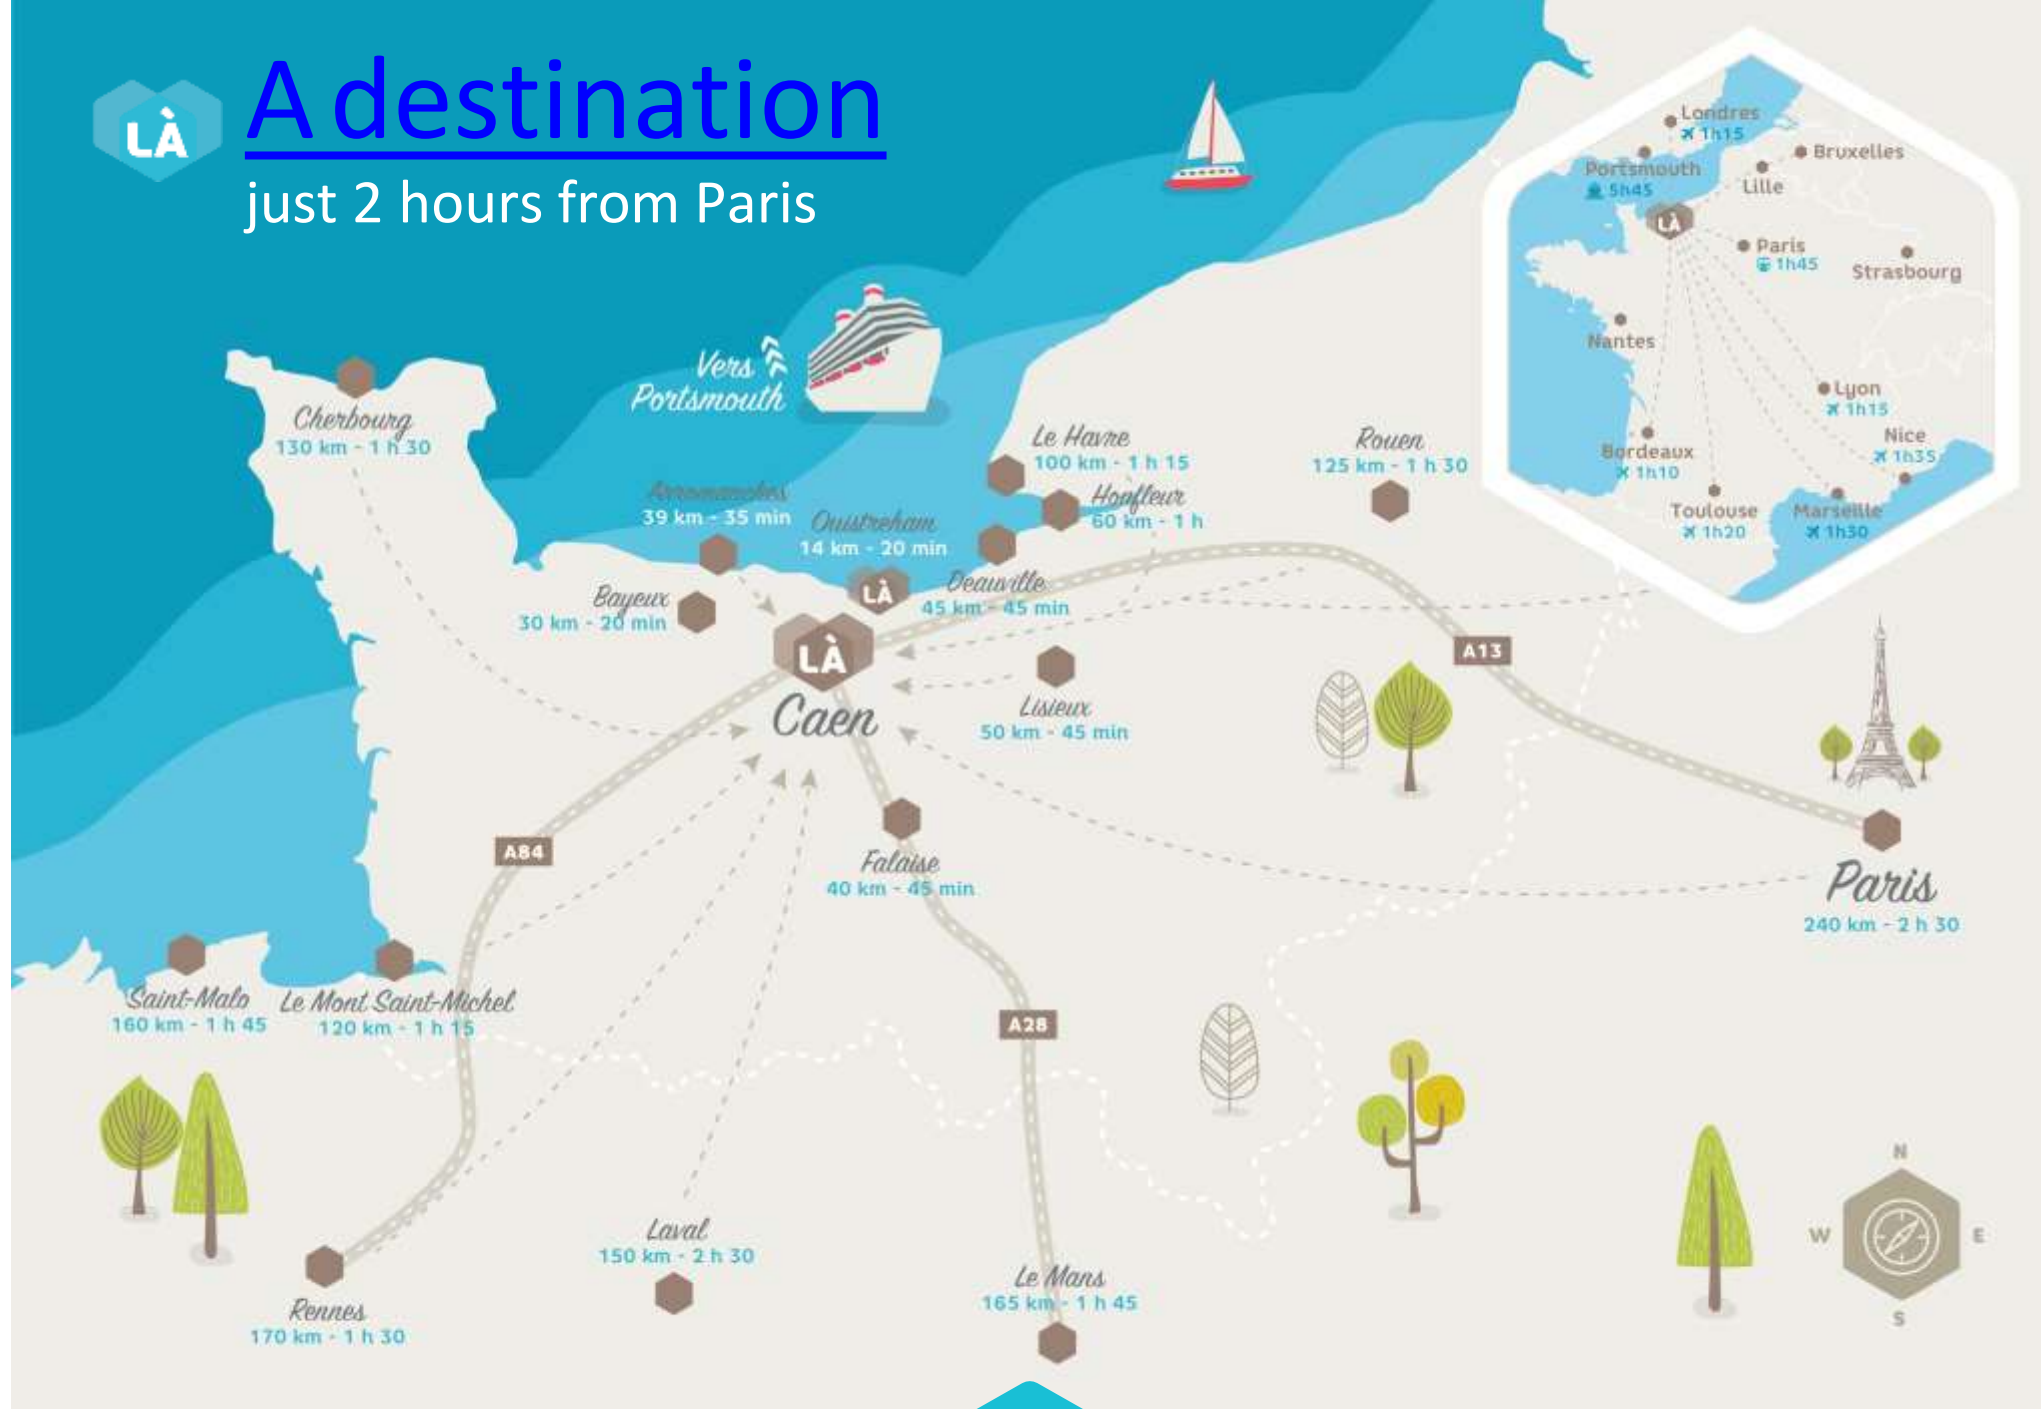 LÀ
A destination
just 2 hours from Paris
Londres
1h15
Portsmouth
5h45
Bruxelles
Lille
LÀ
Paris
1h45
Strasbourg
Nantes
Lyon
1h15
Nice
1h35
Bordeaux
1h10
Toulouse
1h20
Marseille
1h30
Vers
Portsmouth
Cherbourg
130 km - 1 h 30
Le Havre
100 km - 1 h 15
Rouen
125 km - 1 h 30
Honfleur
60 km - 1 h
Arromanches
39 km - 35 min
Ouistreham
14 km - 20 min
LÀ
Deauville
45 km - 45 min
Bayeux
30 km - 20 min
LÀ
Caen
Lisieux
50 km - 45 min
A13
A84
Falaise
40 km - 45 min
Paris
240 km - 2 h 30
Saint-Malo
160 km - 1 h 45
Le Mont Saint-Michel
120 km - 1 h 15
A28
Laval
150 km - 2 h 30
Le Mans
165 km - 1 h 45
Rennes
170 km - 1 h 30
N
W
E
S